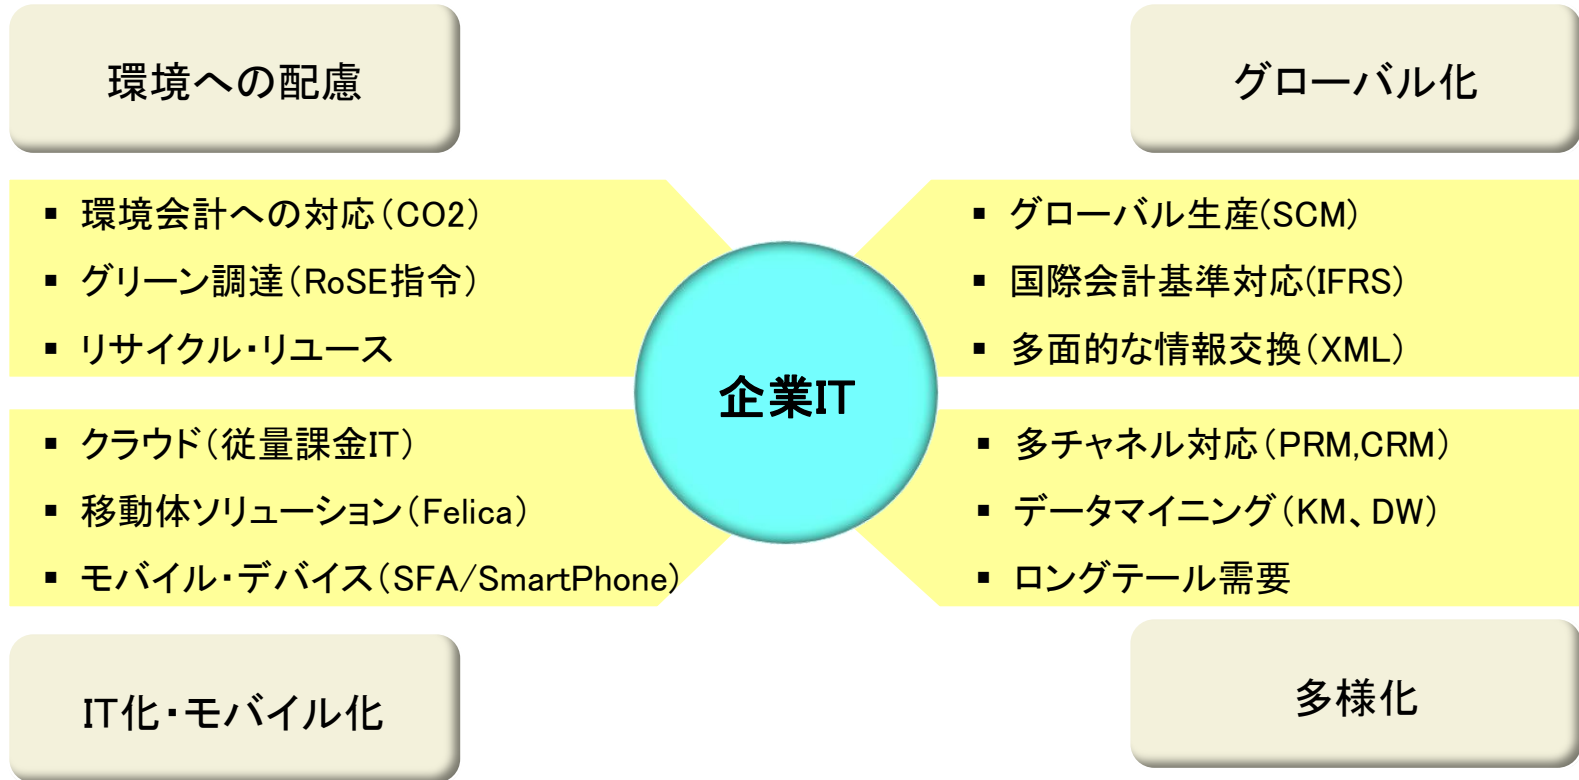 環境への配慮
グローバル化
▪ 環境会計への対応（CO2）
▪ グリーン調達（RoSE指令）
▪ リサイクル・リユース
▪ グローバル生産(SCM)
▪ 国際会計基準対応(IFRS)
▪ 多面的な情報交換（XML）
企業IT
▪ クラウド（従量課金IT）
▪ 移動体ソリューション（Felica）
▪ モバイル・デバイス（SFA/SmartPhone）
▪ 多チャネル対応（PRM,CRM）
▪ データマイニング（KM、DW）
▪ ロングテール需要
IT化・モバイル化
多様化